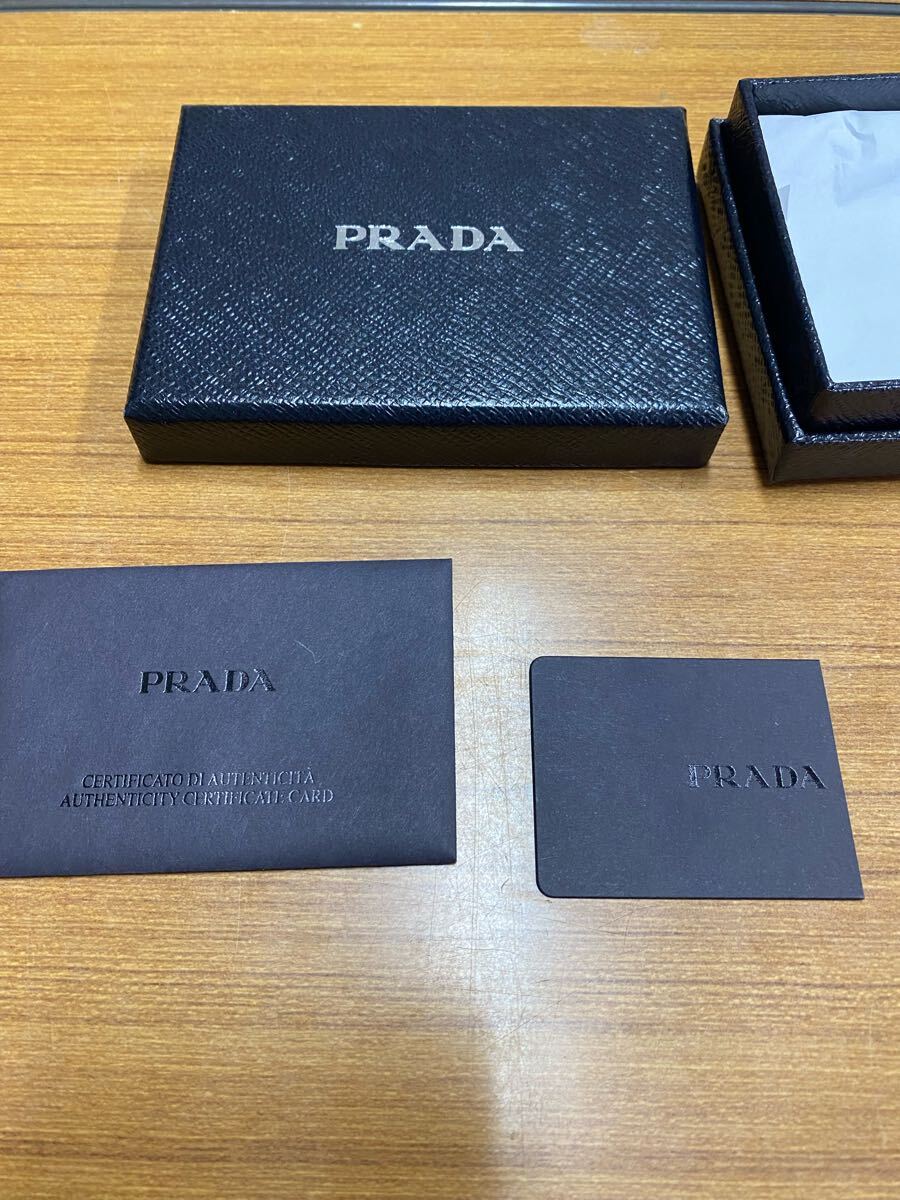 PRADA
PRADA
CERTIFICATO DI AUTENTICITÀ
AUTHENTICITY CERTIFICATE CARD
PRADA